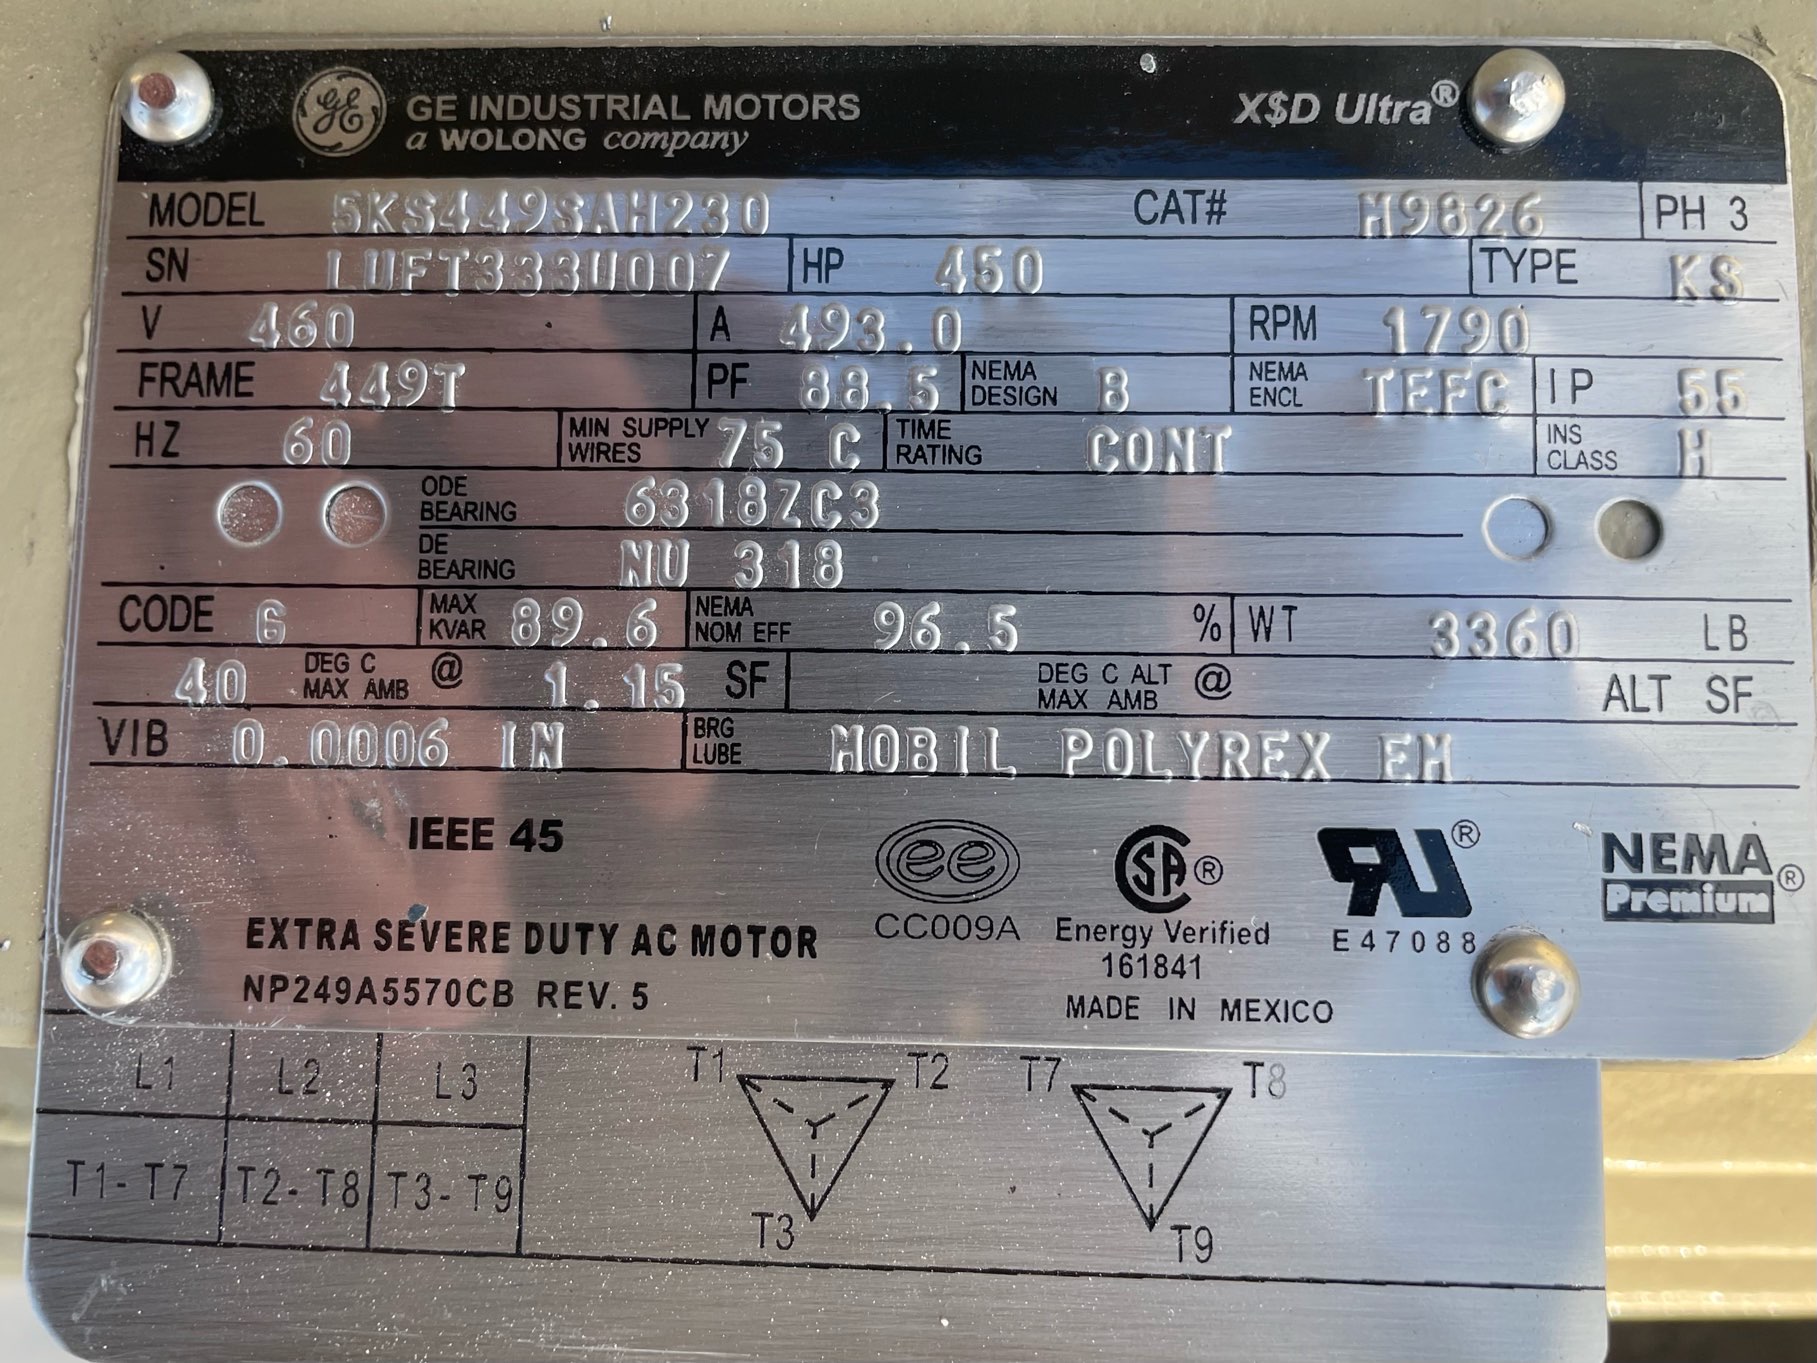 GE GE INDUSTRIAL MOTORS X$D Ultra®
a WOLONG company
MODEL 5KS449SAH230 CAT# M9826 PH 3
SN LUFT333U007 HP 450 TYPE KS
V 460 A 493.0 RPM 1790
FRAME 449T PF 88.5 NEMA DESIGN B NEMA ENCL TEFC IP 55
HZ 60 MIN SUPPLY WIRES 75 C TIME RATING CONT INS CLASS H
ODE BEARING 6318ZC3
DE BEARING NU 318
CODE G MAX KVAR 89.6 NEMA NOM EFF 96.5 % WT 3360 LB
40 DEG C MAX AMB @ 1.15 SF DEG C ALT MAX AMB @ ALT SF
VIB 0.0006 IN BRG LUBE MOBIL POLYREX EM
IEEE 45
ee SA® RU® NEMA
Premium®
EXTRA SEVERE DUTY AC MOTOR CC009A Energy Verified E47088
161841
NP249A5570CB REV. 5 MADE IN MEXICO
L1 L2 L3 T1 T2 T7 T8
T1-T7 T2-T8 T3-T9
T3 T9